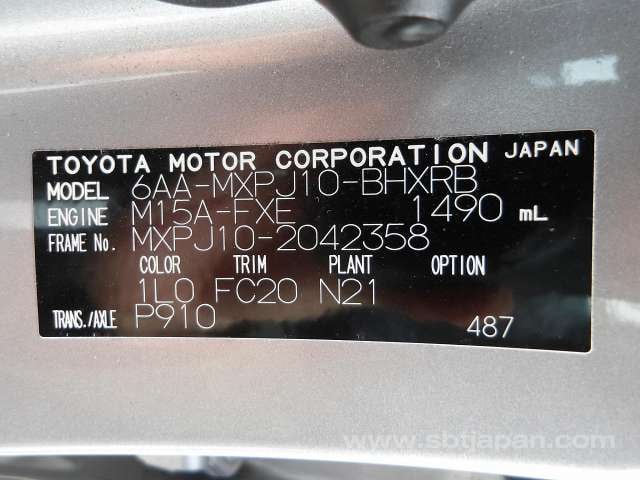 TOYOTA MOTOR CORPORATION JAPAN
MODEL 6AA-MXPJ10-BHXRB
ENGINE M15A-FXE 1490 mL
FRAME No. MXPJ10-2042358
COLOR TRIM PLANT OPTION
1L0 FC20 N21
TRANS./AXLE P910 487
www.sbtjapan.com